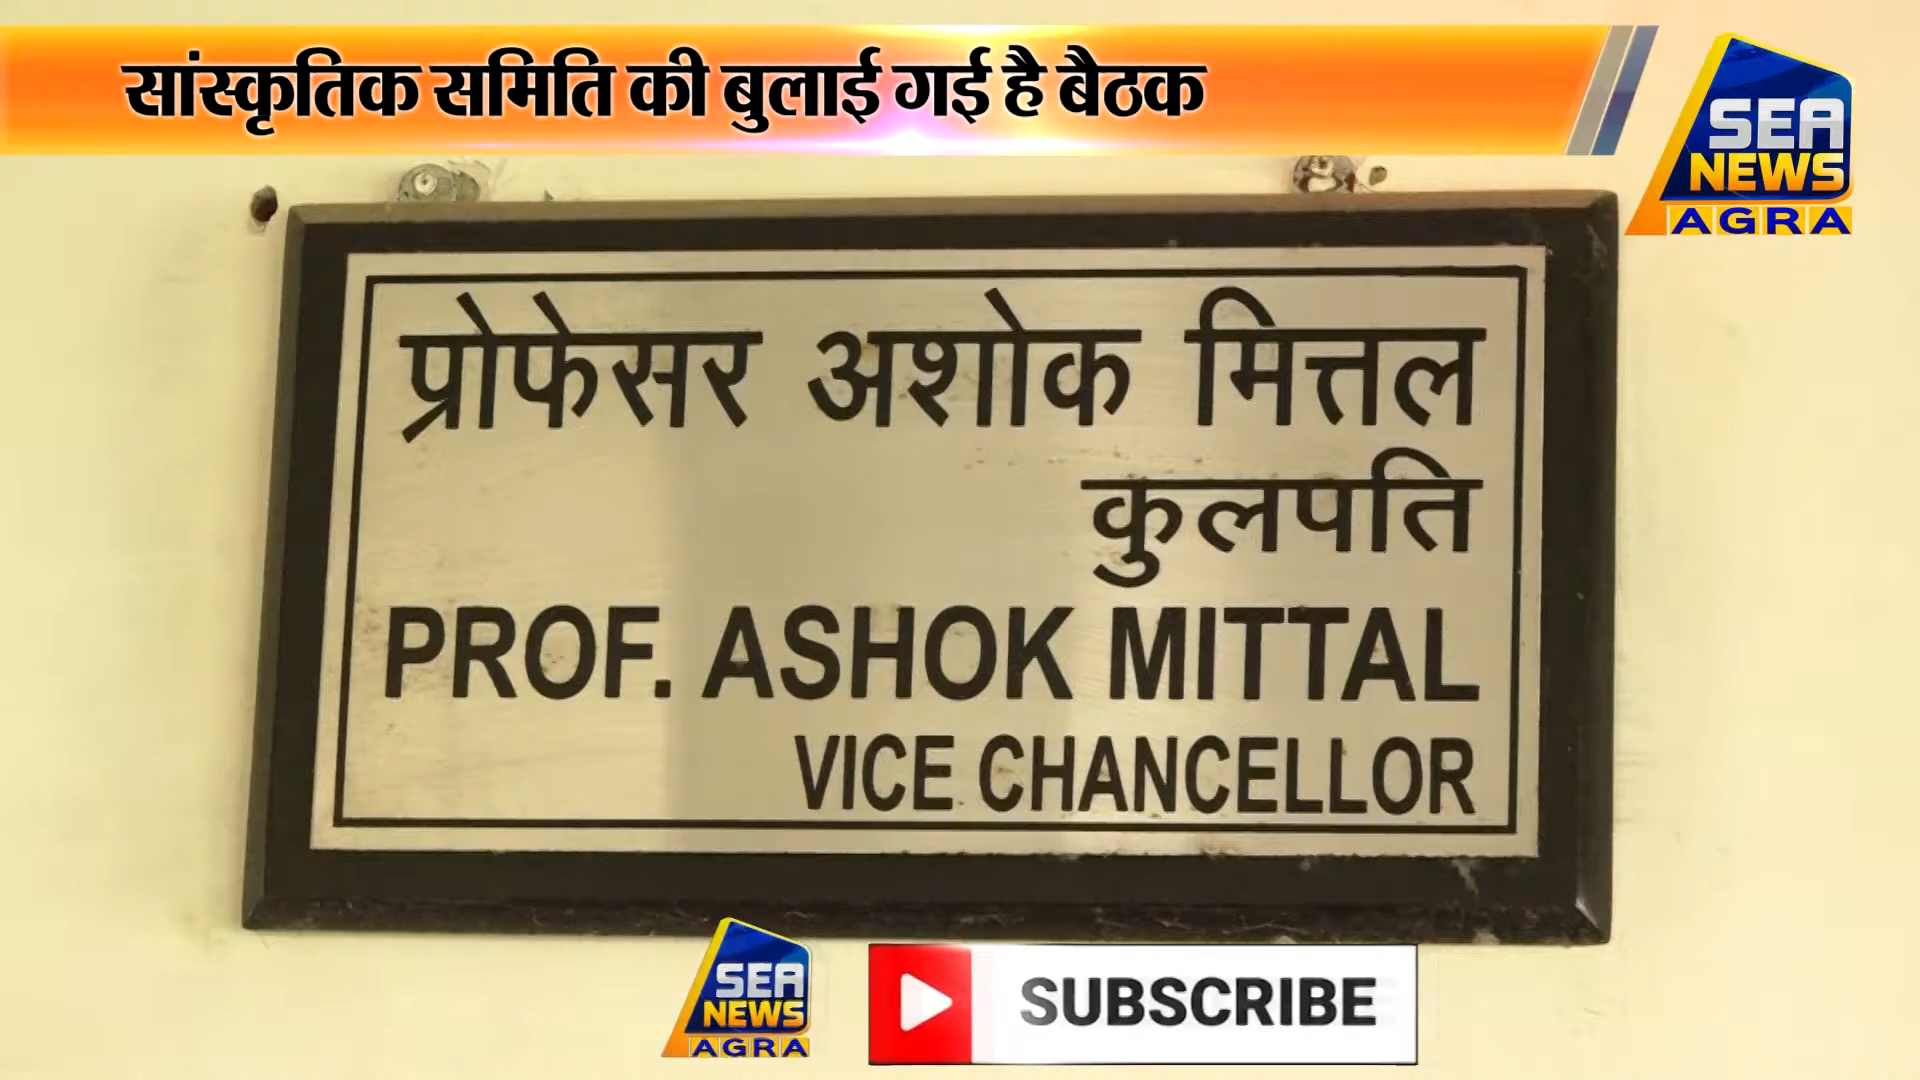 सांस्कृतिक समिति की बुलाई गई है बैठक
SEA
NEWS
AGRA
प्रोफेसर अशोक मित्तल
कुलपति
PROF. ASHOK MITTAL
VICE CHANCELLOR
SEA
NEWS
AGRA
SUBSCRIBE